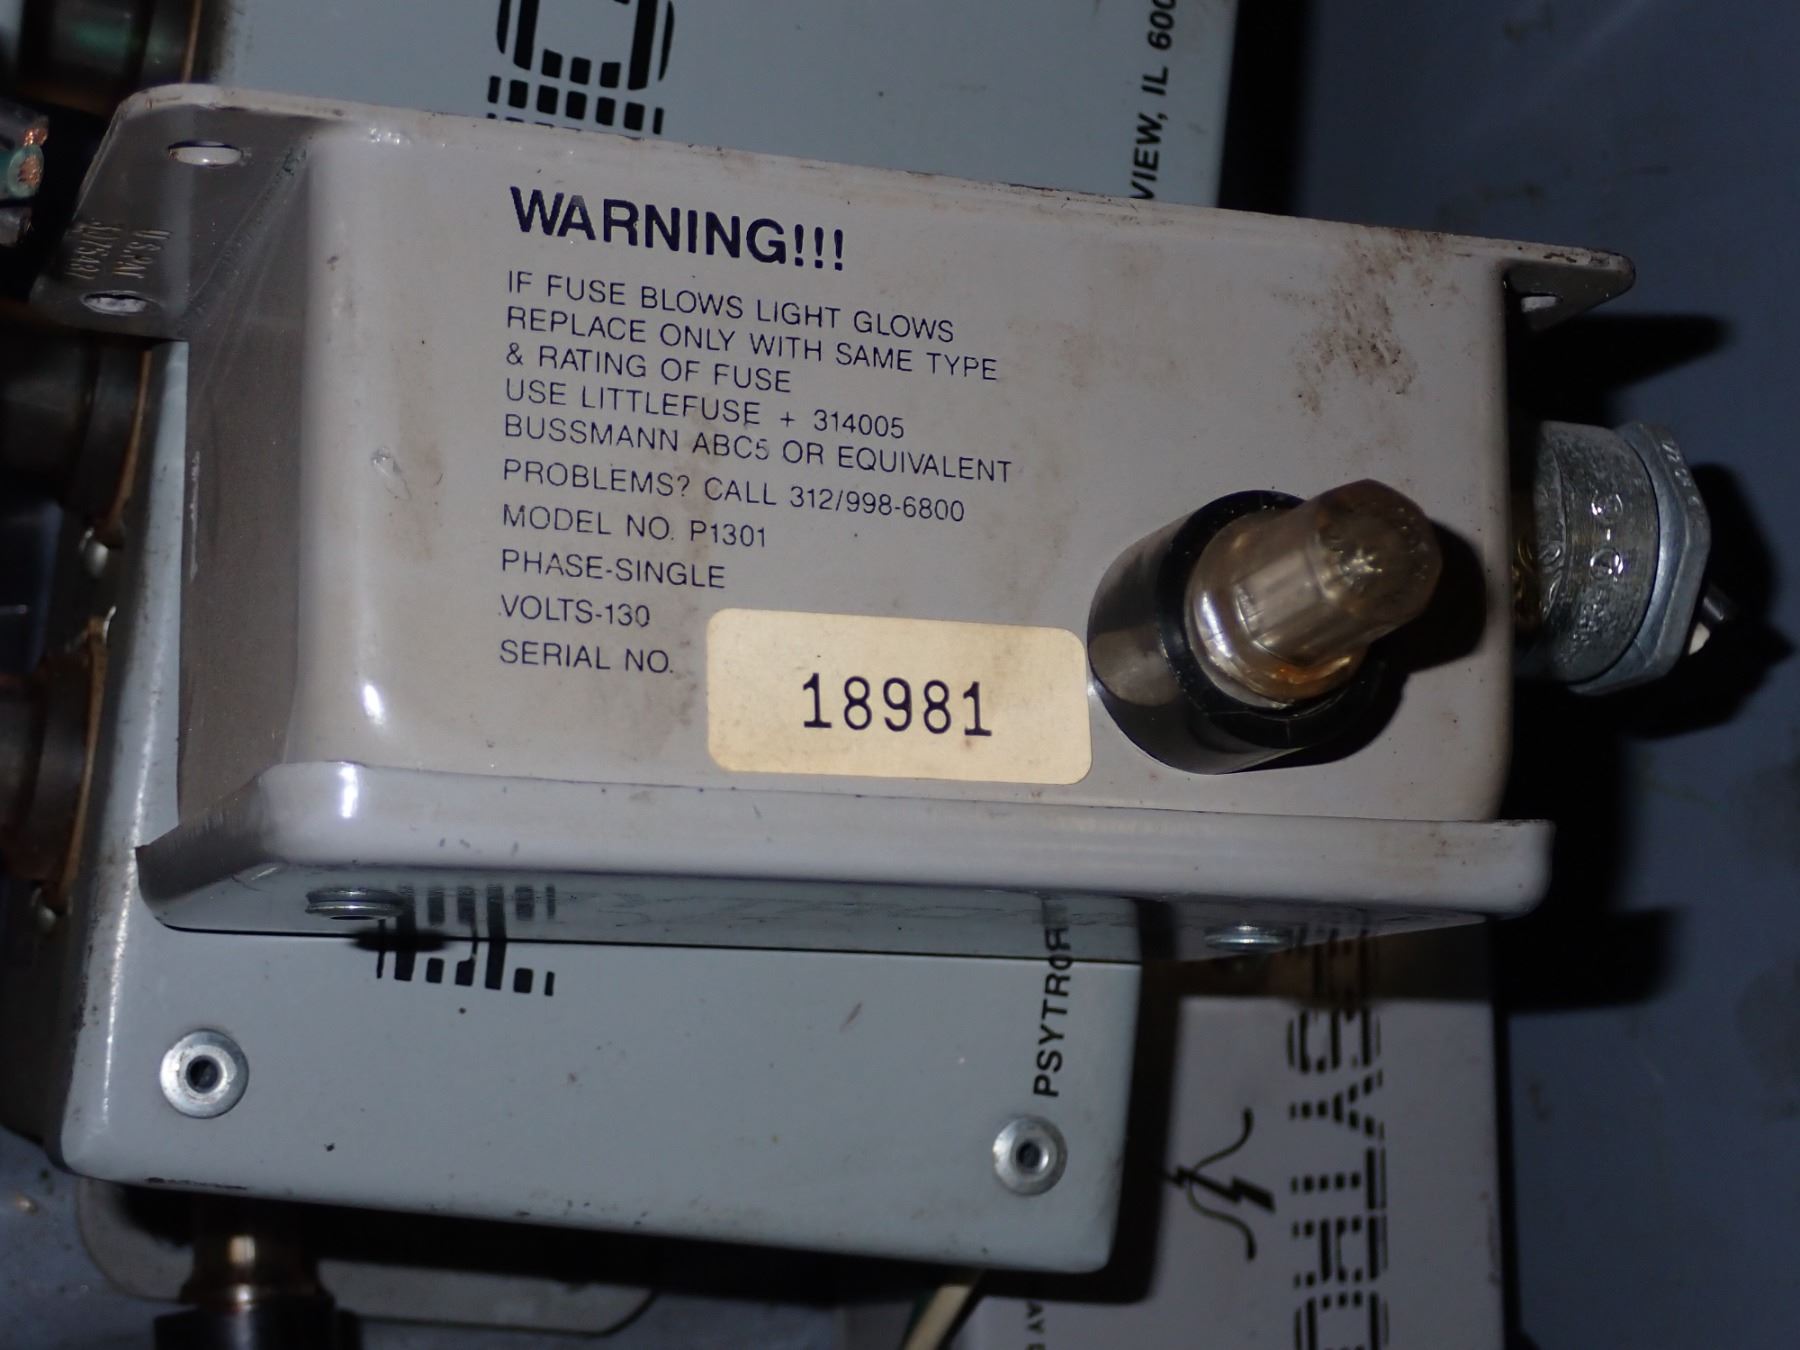 VIEW, IL 600
WARNING!!!
IF FUSE BLOWS LIGHT GLOWS
REPLACE ONLY WITH SAME TYPE
& RATING OF FUSE
USE LITTLEFUSE + 314005
BUSSMANN ABC5 OR EQUIVALENT
PROBLEMS? CALL 312/998-6800
MODEL NO. P1301
PHASE-SINGLE
VOLTS-130
SERIAL NO.
18981
PSYTRO